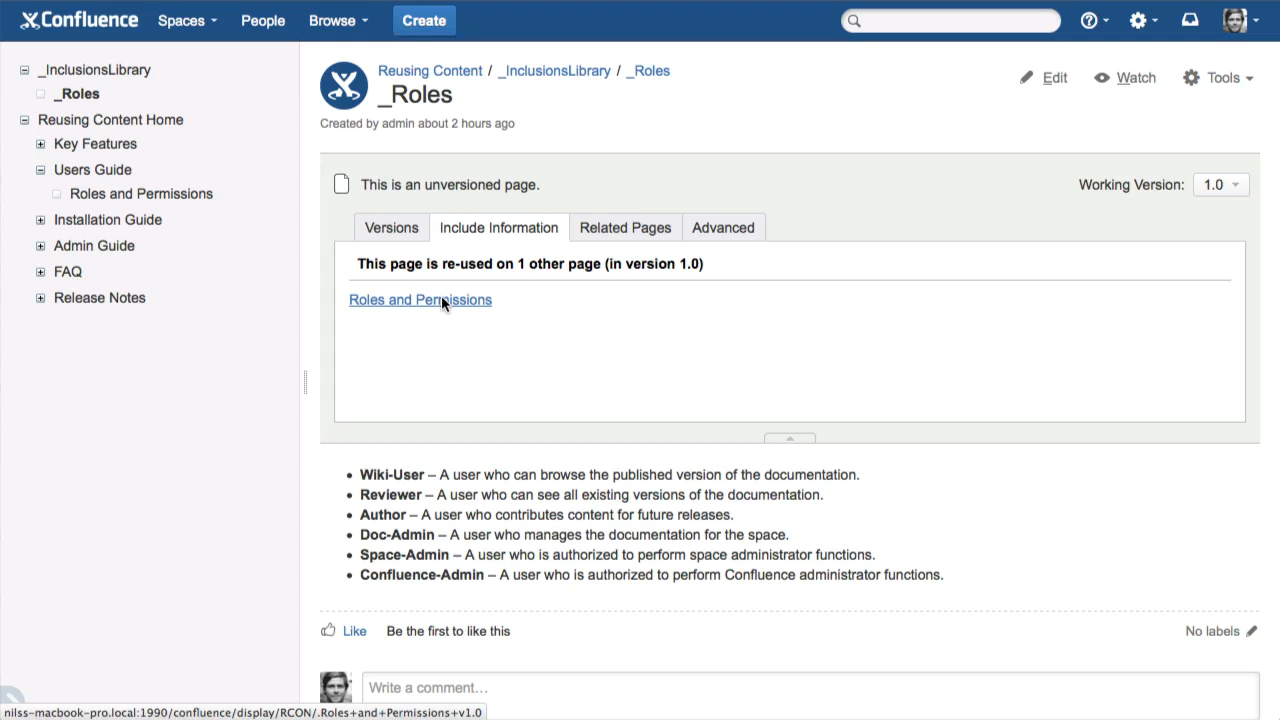 Confluence Spaces People Browse Create
_InclusionsLibrary
_Roles
Reusing Content Home
Key Features
Users Guide
Roles and Permissions
Installation Guide
Admin Guide
FAQ
Release Notes
Reusing Content / _InclusionsLibrary / _Roles
_Roles
Created by admin about 2 hours ago
Edit Watch Tools
This is an unversioned page.
Working Version: 1.0
Versions Include Information Related Pages Advanced
This page is re-used on 1 other page (in version 1.0)
Roles and Permissions
• Wiki-User – A user who can browse the published version of the documentation.
• Reviewer – A user who can see all existing versions of the documentation.
• Author – A user who contributes content for future releases.
• Doc-Admin – A user who manages the documentation for the space.
• Space-Admin – A user who is authorized to perform space administrator functions.
• Confluence-Admin – A user who is authorized to perform Confluence administrator functions.
Like Be the first to like this
No labels
Write a comment…
nilss-macbook-pro.local:1990/confluence/display/RCON/.Roles+and+Permissions+v1.0